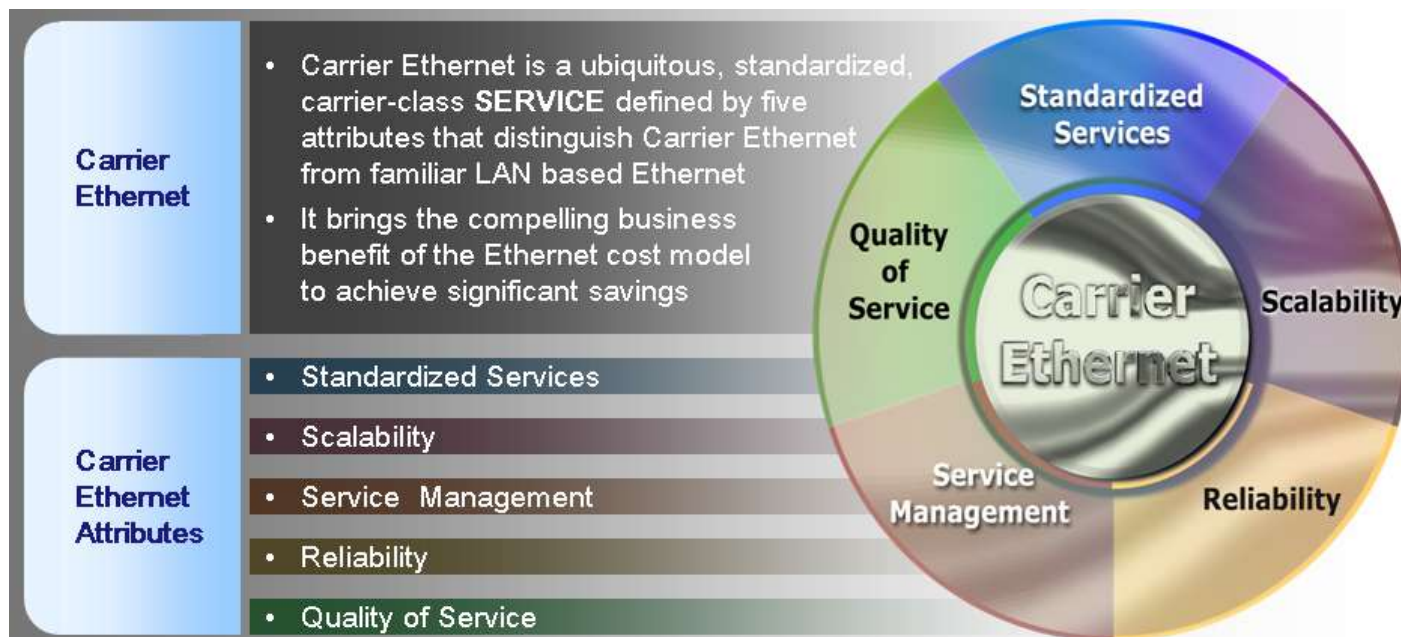 Carrier
Ethernet
• Carrier Ethernet is a ubiquitous, standardized,
carrier-class SERVICE defined by five
attributes that distinguish Carrier Ethernet
from familiar LAN based Ethernet
• It brings the compelling business
benefit of the Ethernet cost model
to achieve significant savings
Carrier
Ethernet
Attributes
• Standardized Services
• Scalability
• Service Management
• Reliability
• Quality of Service
Standardized
Services
Scalability
Reliability
Service
Management
Quality
of
Service
Carrier
Ethernet